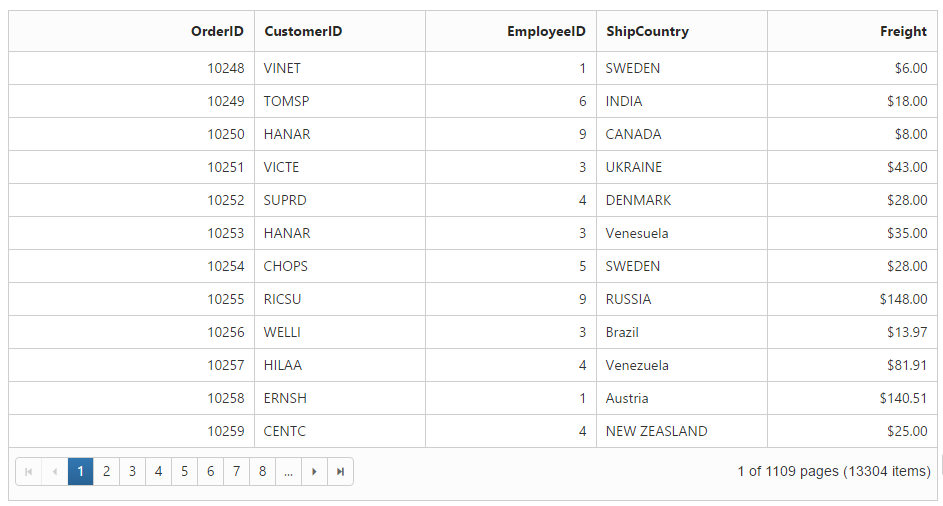 OrderID CustomerID EmployeeID ShipCountry Freight
10248 VINET 1 SWEDEN $6.00
10249 TOMSP 6 INDIA $18.00
10250 HANAR 9 CANADA $8.00
10251 VICTE 3 UKRAINE $43.00
10252 SUPRD 4 DENMARK $28.00
10253 HANAR 3 Venesuela $35.00
10254 CHOPS 5 SWEDEN $28.00
10255 RICSU 9 RUSSIA $148.00
10256 WELLI 3 Brazil $13.97
10257 HILAA 4 Venezuela $81.91
10258 ERNSH 1 Austria $140.51
10259 CENTC 4 NEW ZEASLAND $25.00
1 2 3 4 5 6 7 8 ... 1 of 1109 pages (13304 items)